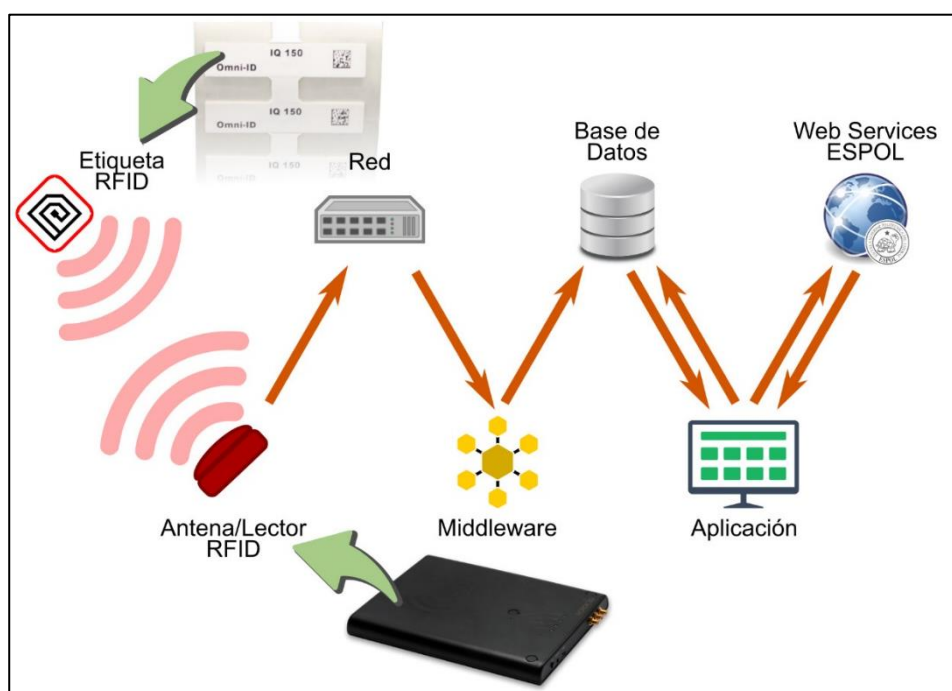 IQ 150
Omni-ID
IQ 150
Omni-ID
Etiqueta
RFID
Red
Base de
Datos
Web Services
ESPOL
ESPOL
Antena/Lector
RFID
Middleware
Aplicación